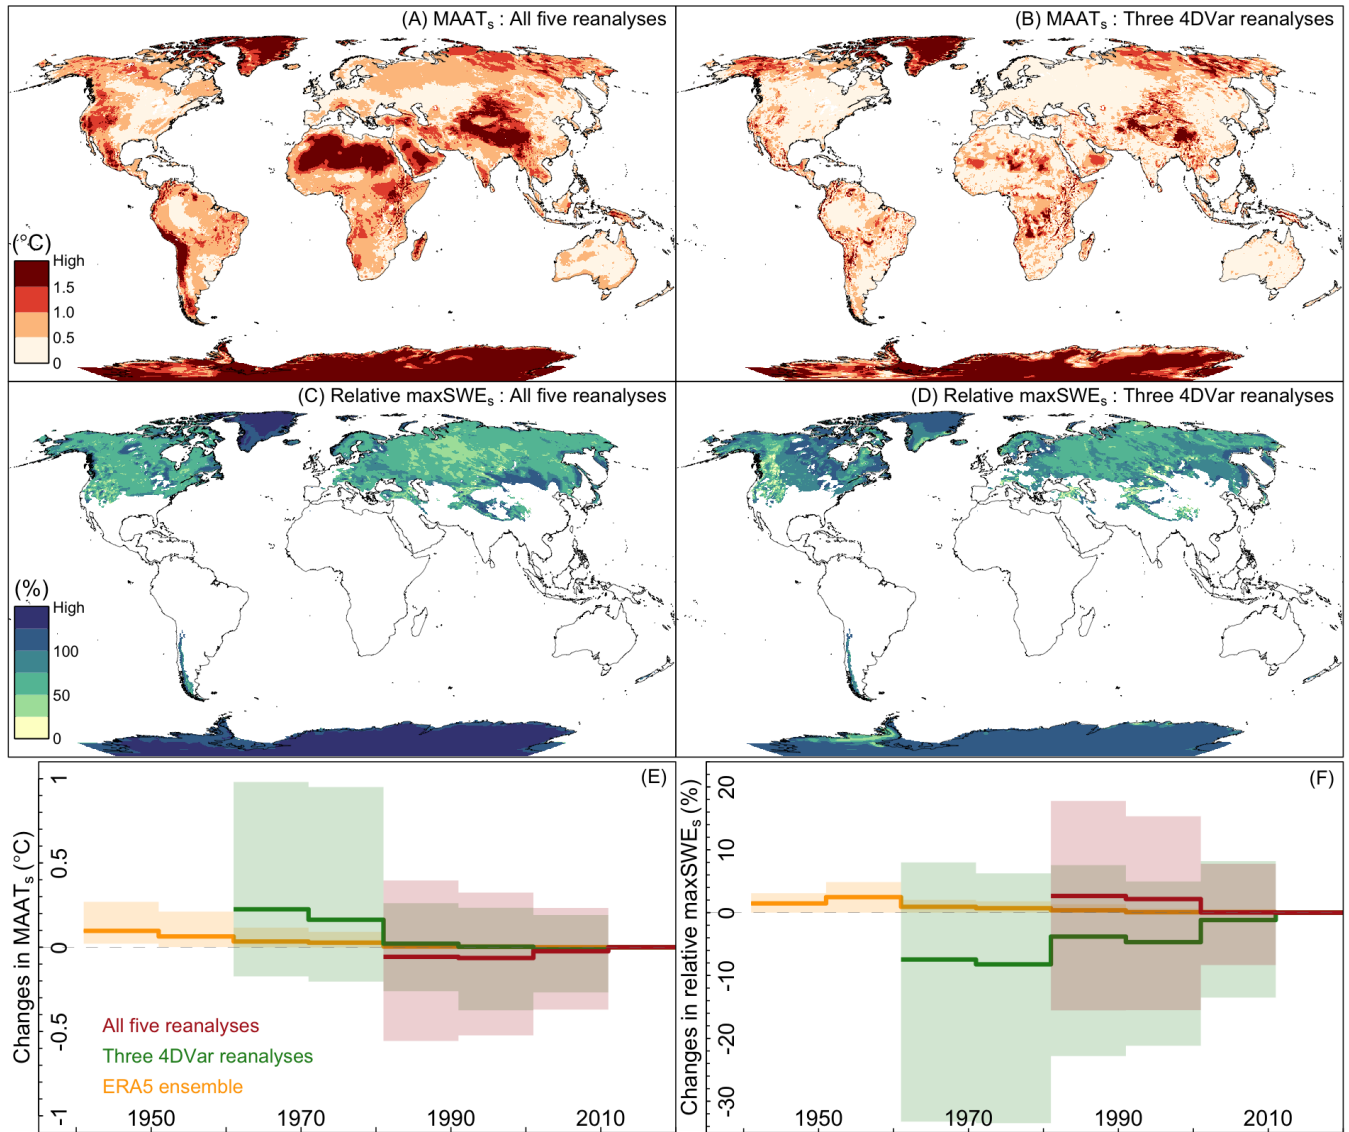 (A) MAATs : All five reanalyses
(B) MAATs : Three 4DVar reanalyses
(°C)
High
1.5
1.0
0.5
0
(C) Relative maxSWEs : All five reanalyses
(D) Relative maxSWEs : Three 4DVar reanalyses
(%)
High
100
50
0
(E)
Changes in MAATs (°C)
1
0.5
0
-0.5
-1
All five reanalyses
Three 4DVar reanalyses
ERA5 ensemble
1950 1970 1990 2010
(F)
Changes in relative maxSWEs (%)
20
10
0
-10
-20
-30
1950 1970 1990 2010